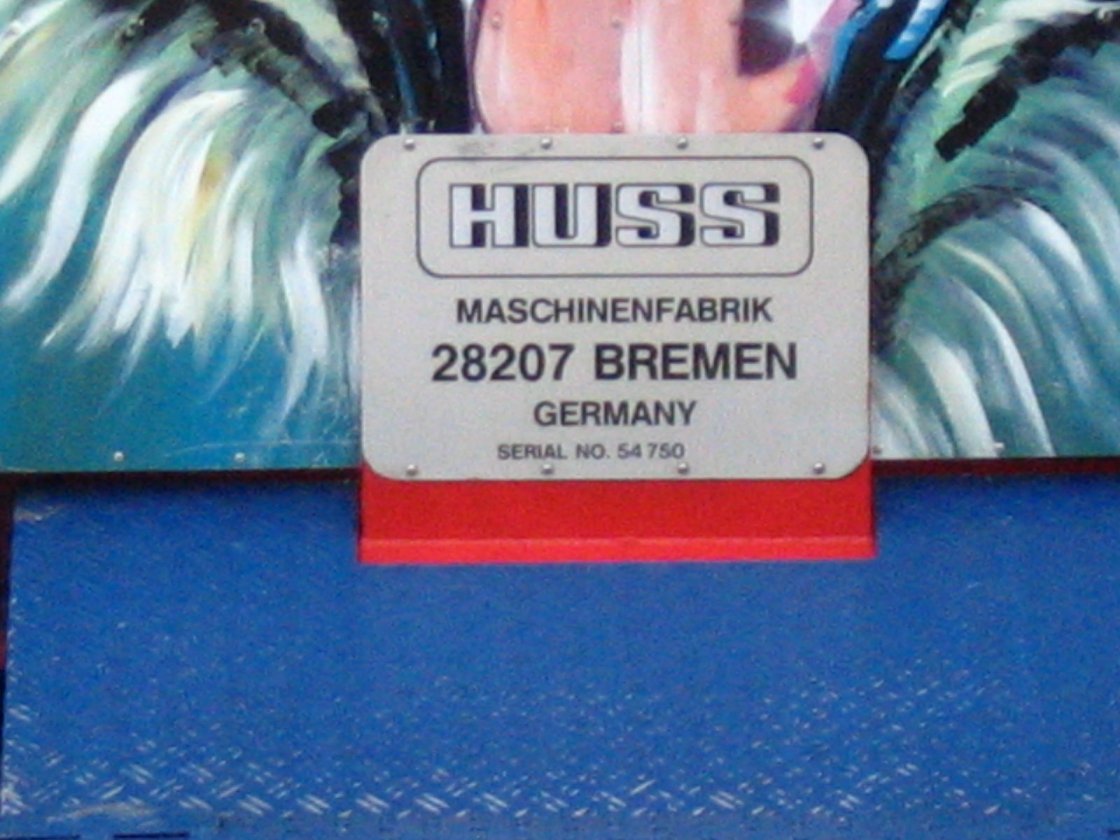 HUSS
MASCHINENFABRIK
28207 BREMEN
GERMANY
SERIAL NO. 54 750